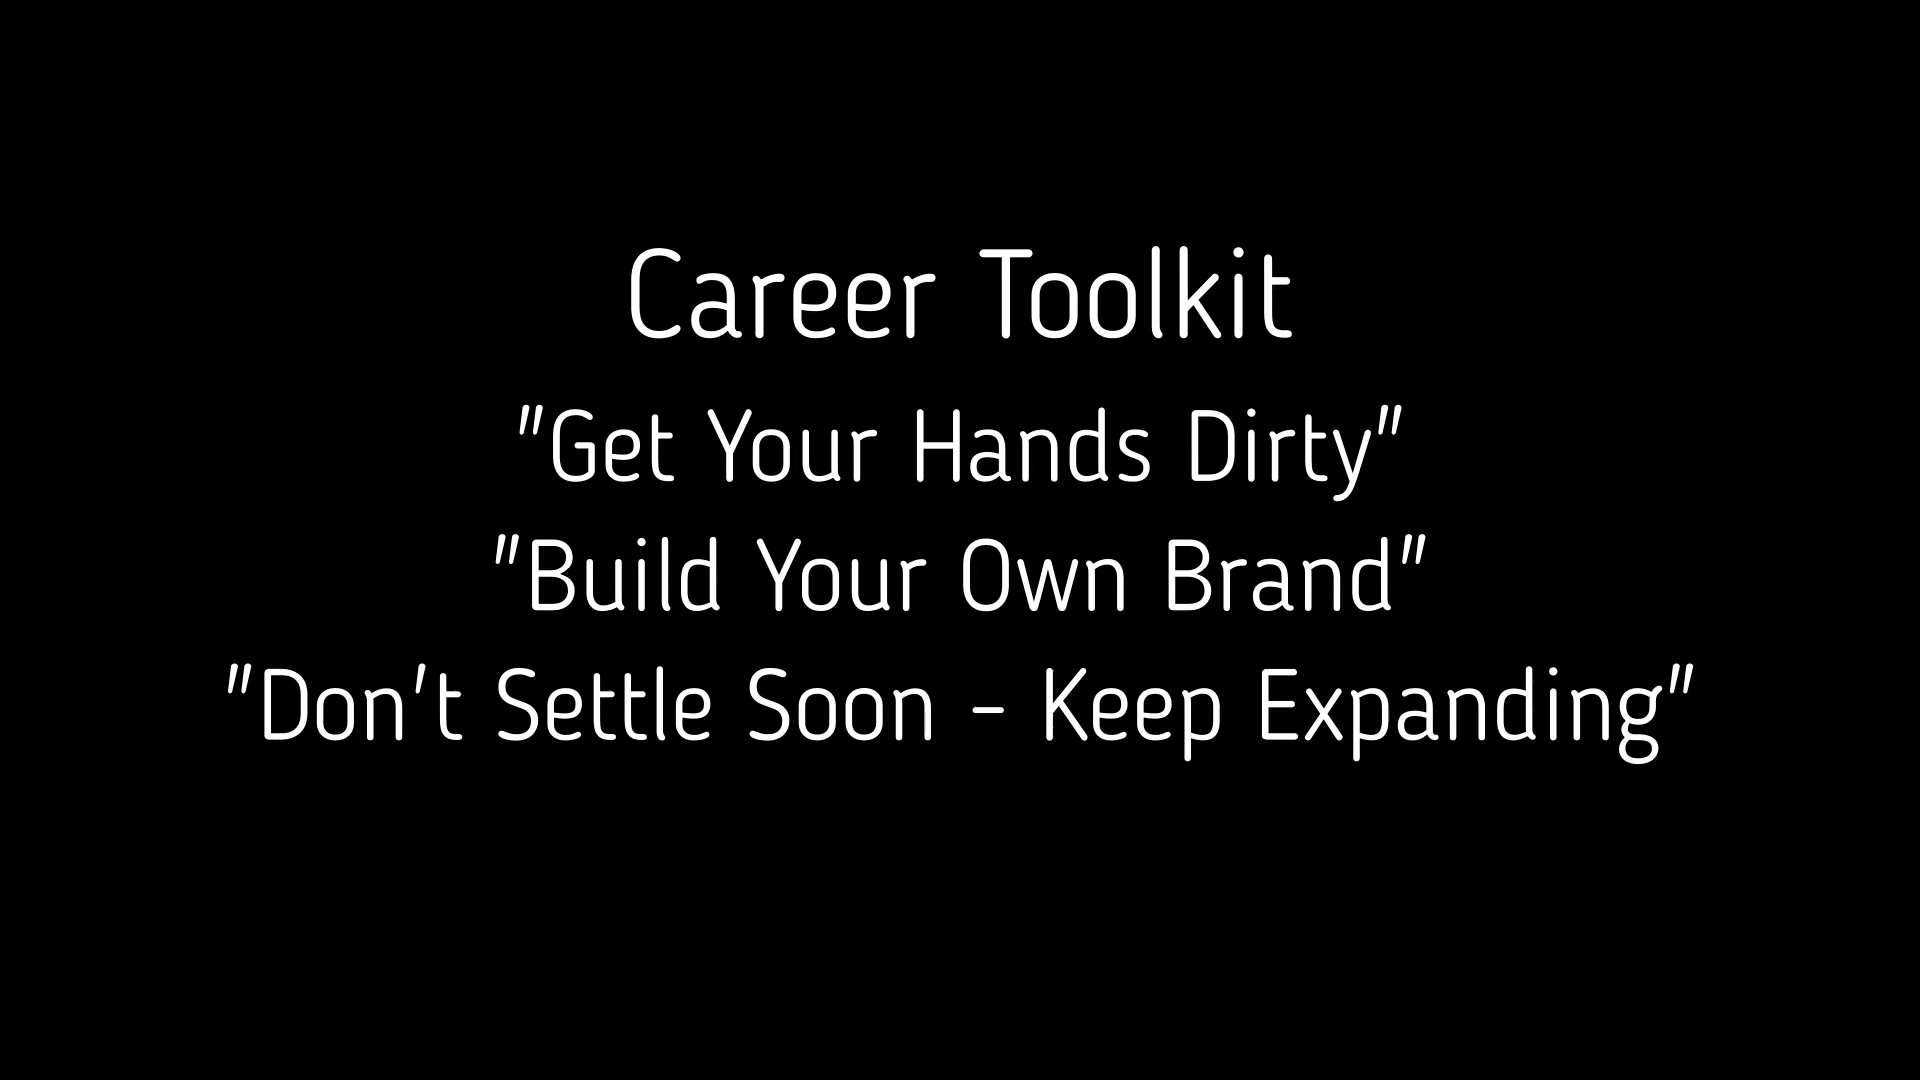 Career Toolkit
"Get Your Hands Dirty"
"Build Your Own Brand"
"Don't Settle Soon - Keep Expanding"